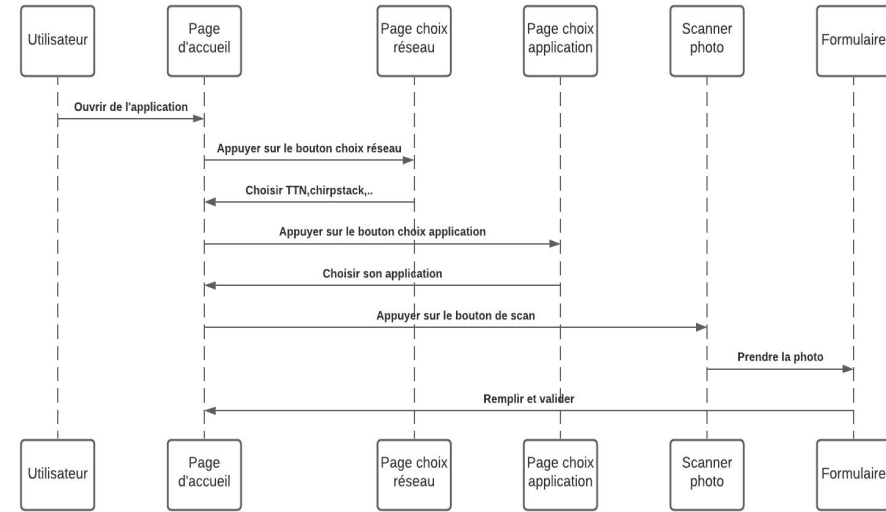 Utilisateur
Page
d'accueil
Page choix
réseau
Page choix
application
Scanner
photo
Formulaire
Ouvrir de l'application
Appuyer sur le bouton choix réseau
Choisir TTN,chirpstack,..
Appuyer sur le bouton choix application
Choisir son application
Appuyer sur le bouton de scan
Prendre la photo
Remplir et valider
Utilisateur
Page
d'accueil
Page choix
réseau
Page choix
application
Scanner
photo
Formulaire